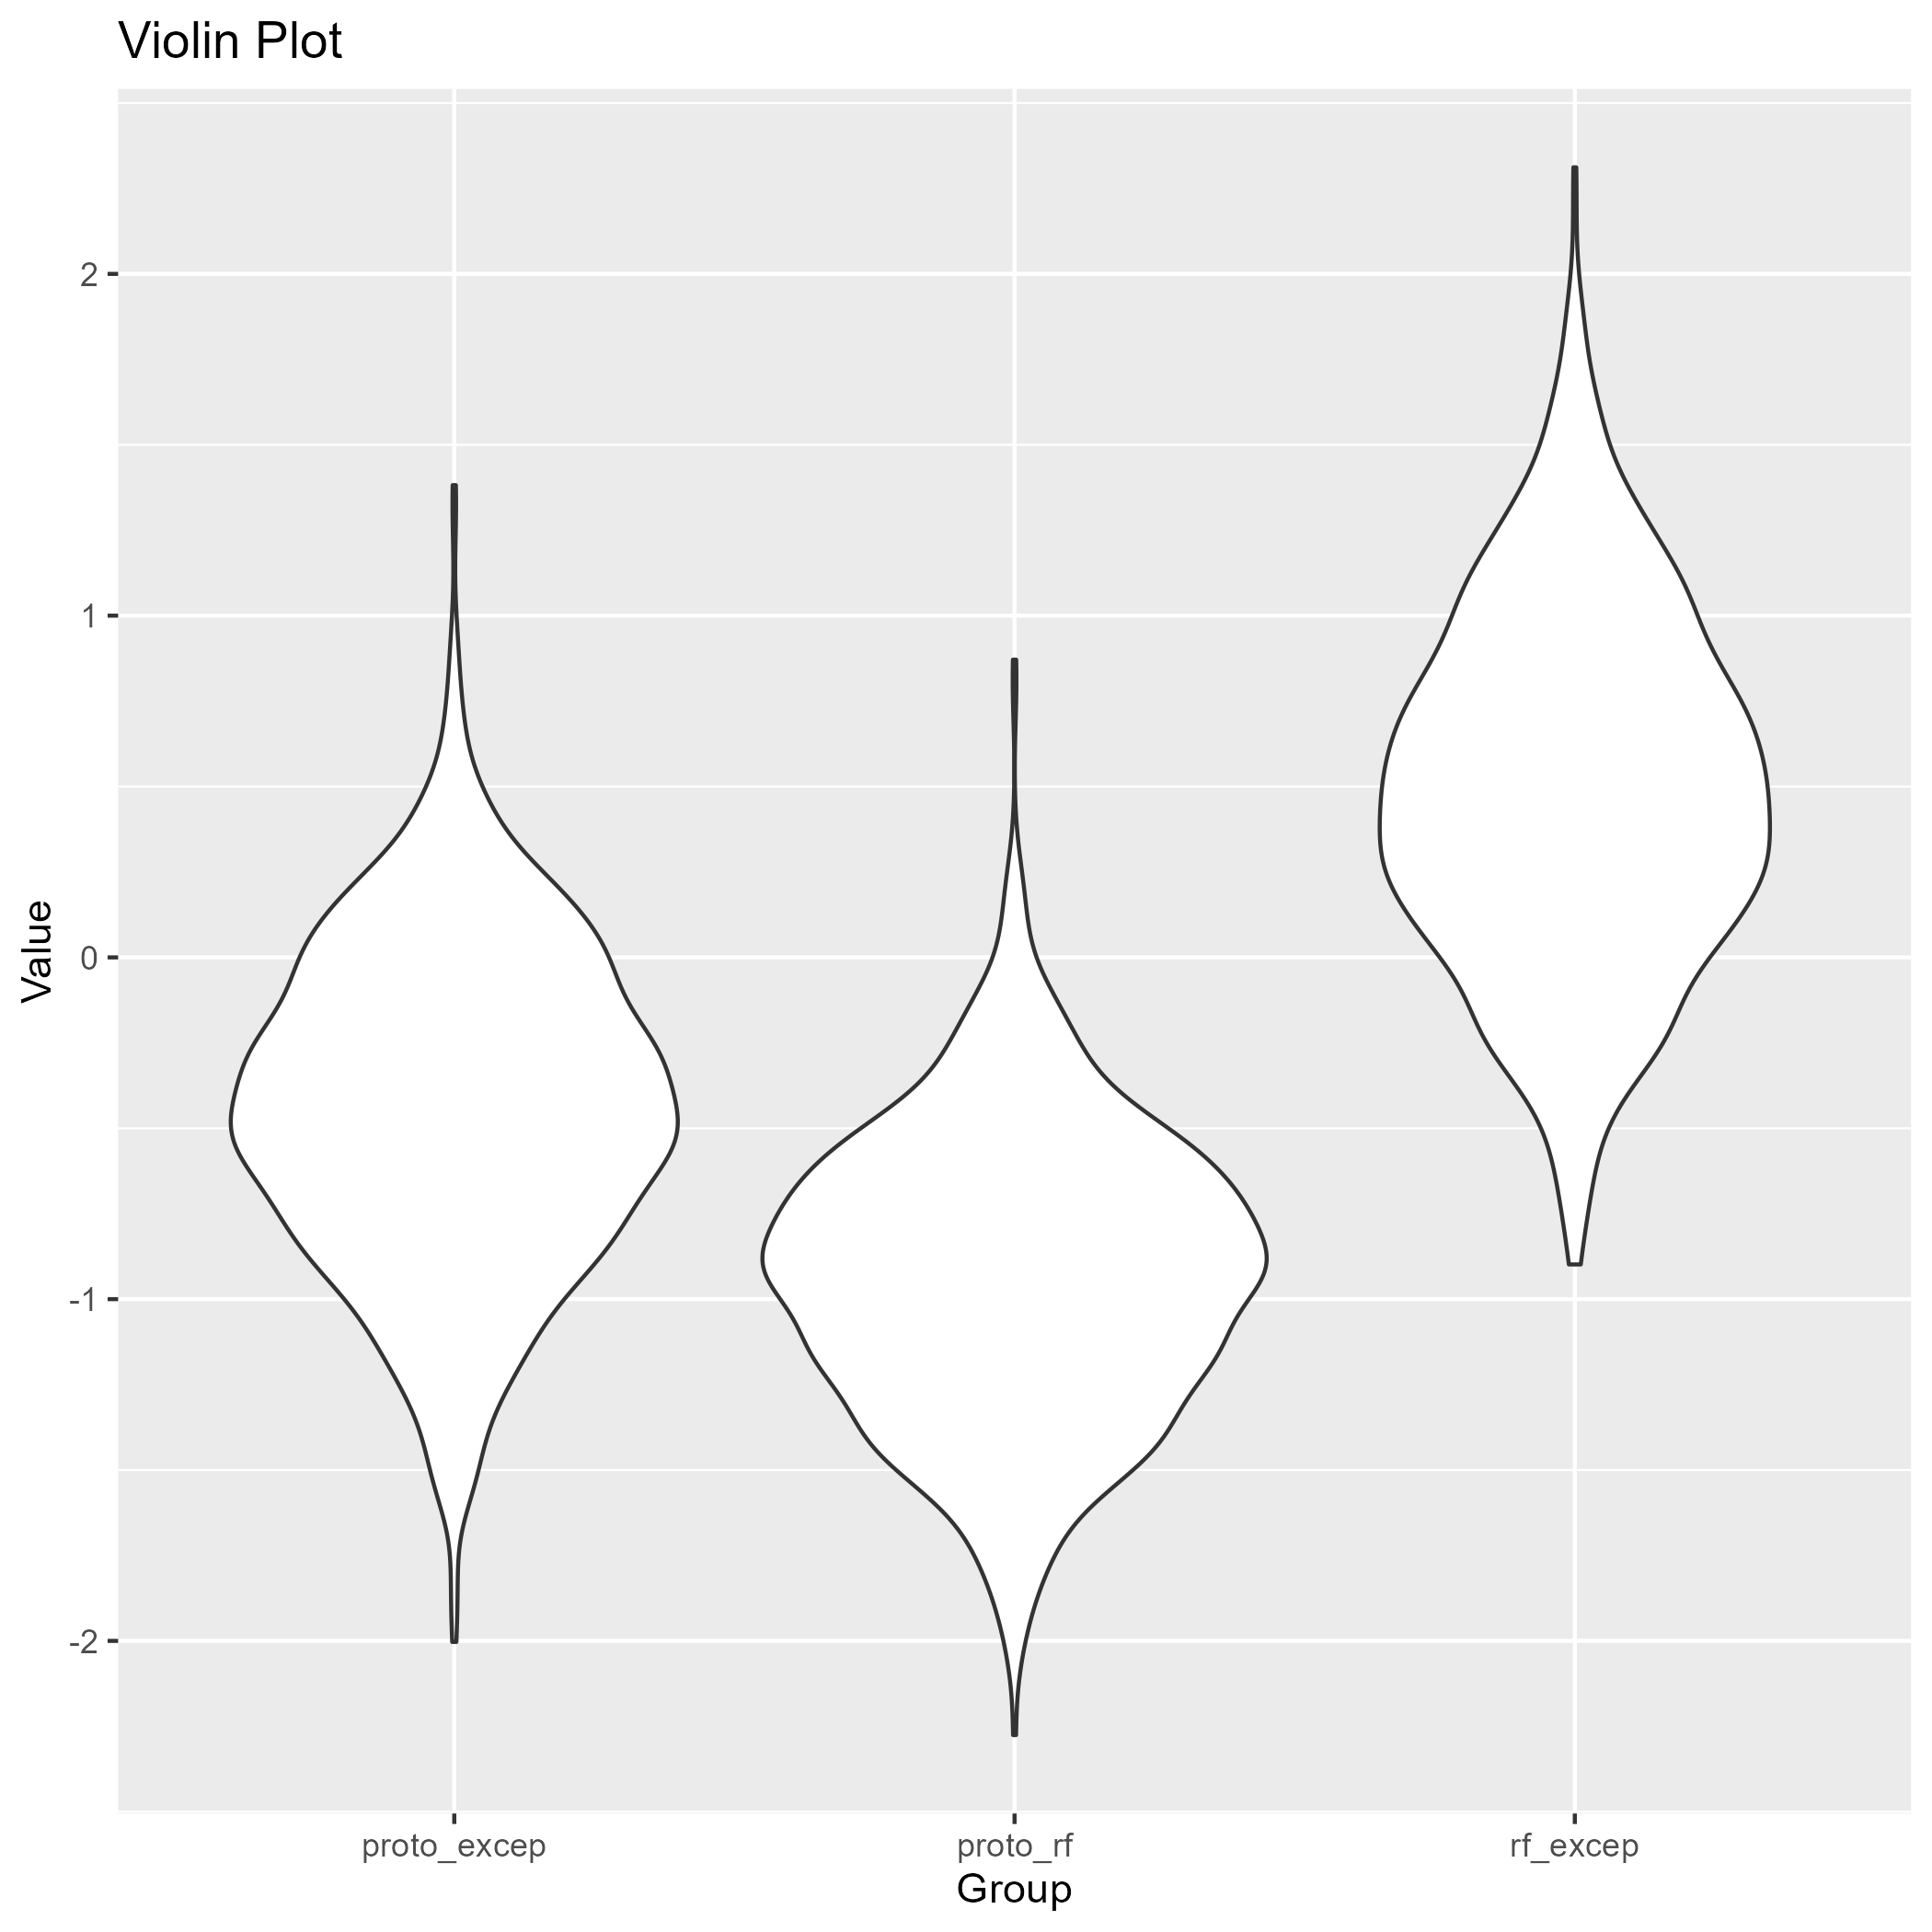 Violin Plot
Value
2
1
0
-1
-2
proto_excep
proto_rf
rf_excep
Group